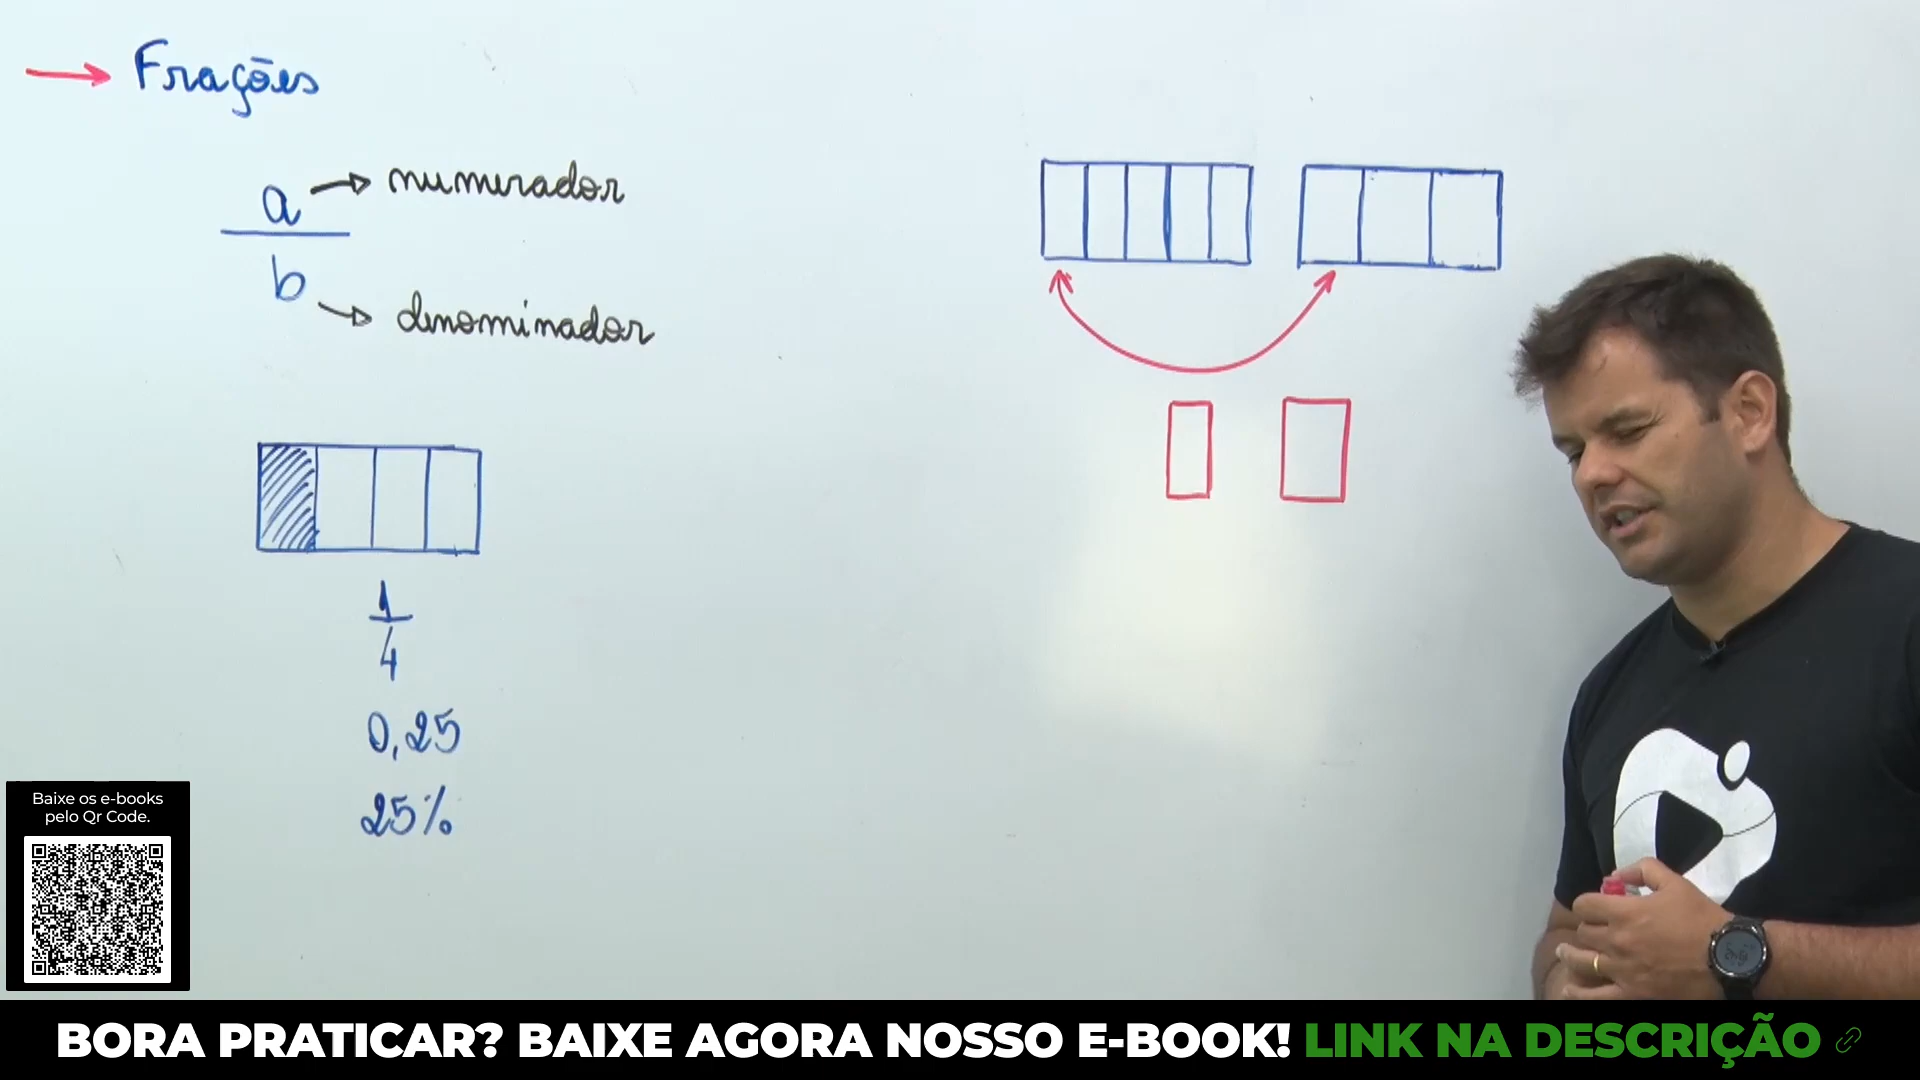 Frações
a → numerador
b → denominador
1
4
0,25
25%
Baixe os e-books
pelo Qr Code.
BORA PRATICAR? BAIXE AGORA NOSSO E-BOOK! LINK NA DESCRIÇÃO